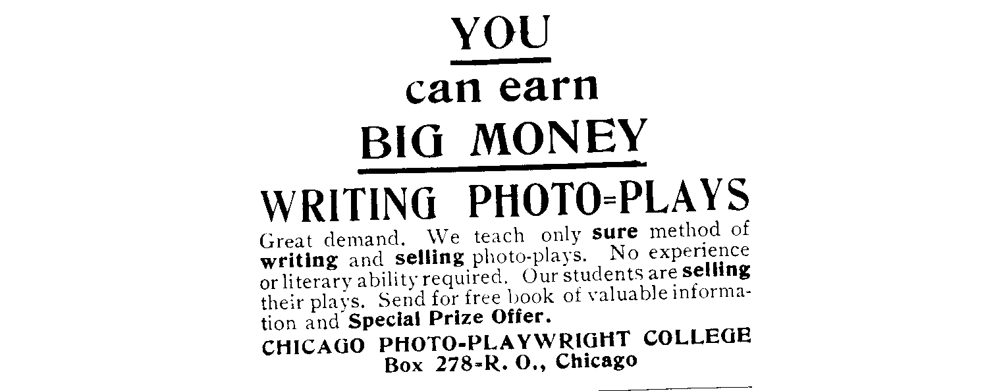 YOU
can earn
BIG MONEY
WRITING PHOTO=PLAYS
Great demand. We teach only sure method of
writing and selling photo-plays. No experience
or literary ability required. Our students are selling
their plays. Send for free book of valuable informa-
tion and Special Prize Offer.
CHICAGO PHOTO-PLAYWRIGHT COLLEGE
Box 278=R. O., Chicago